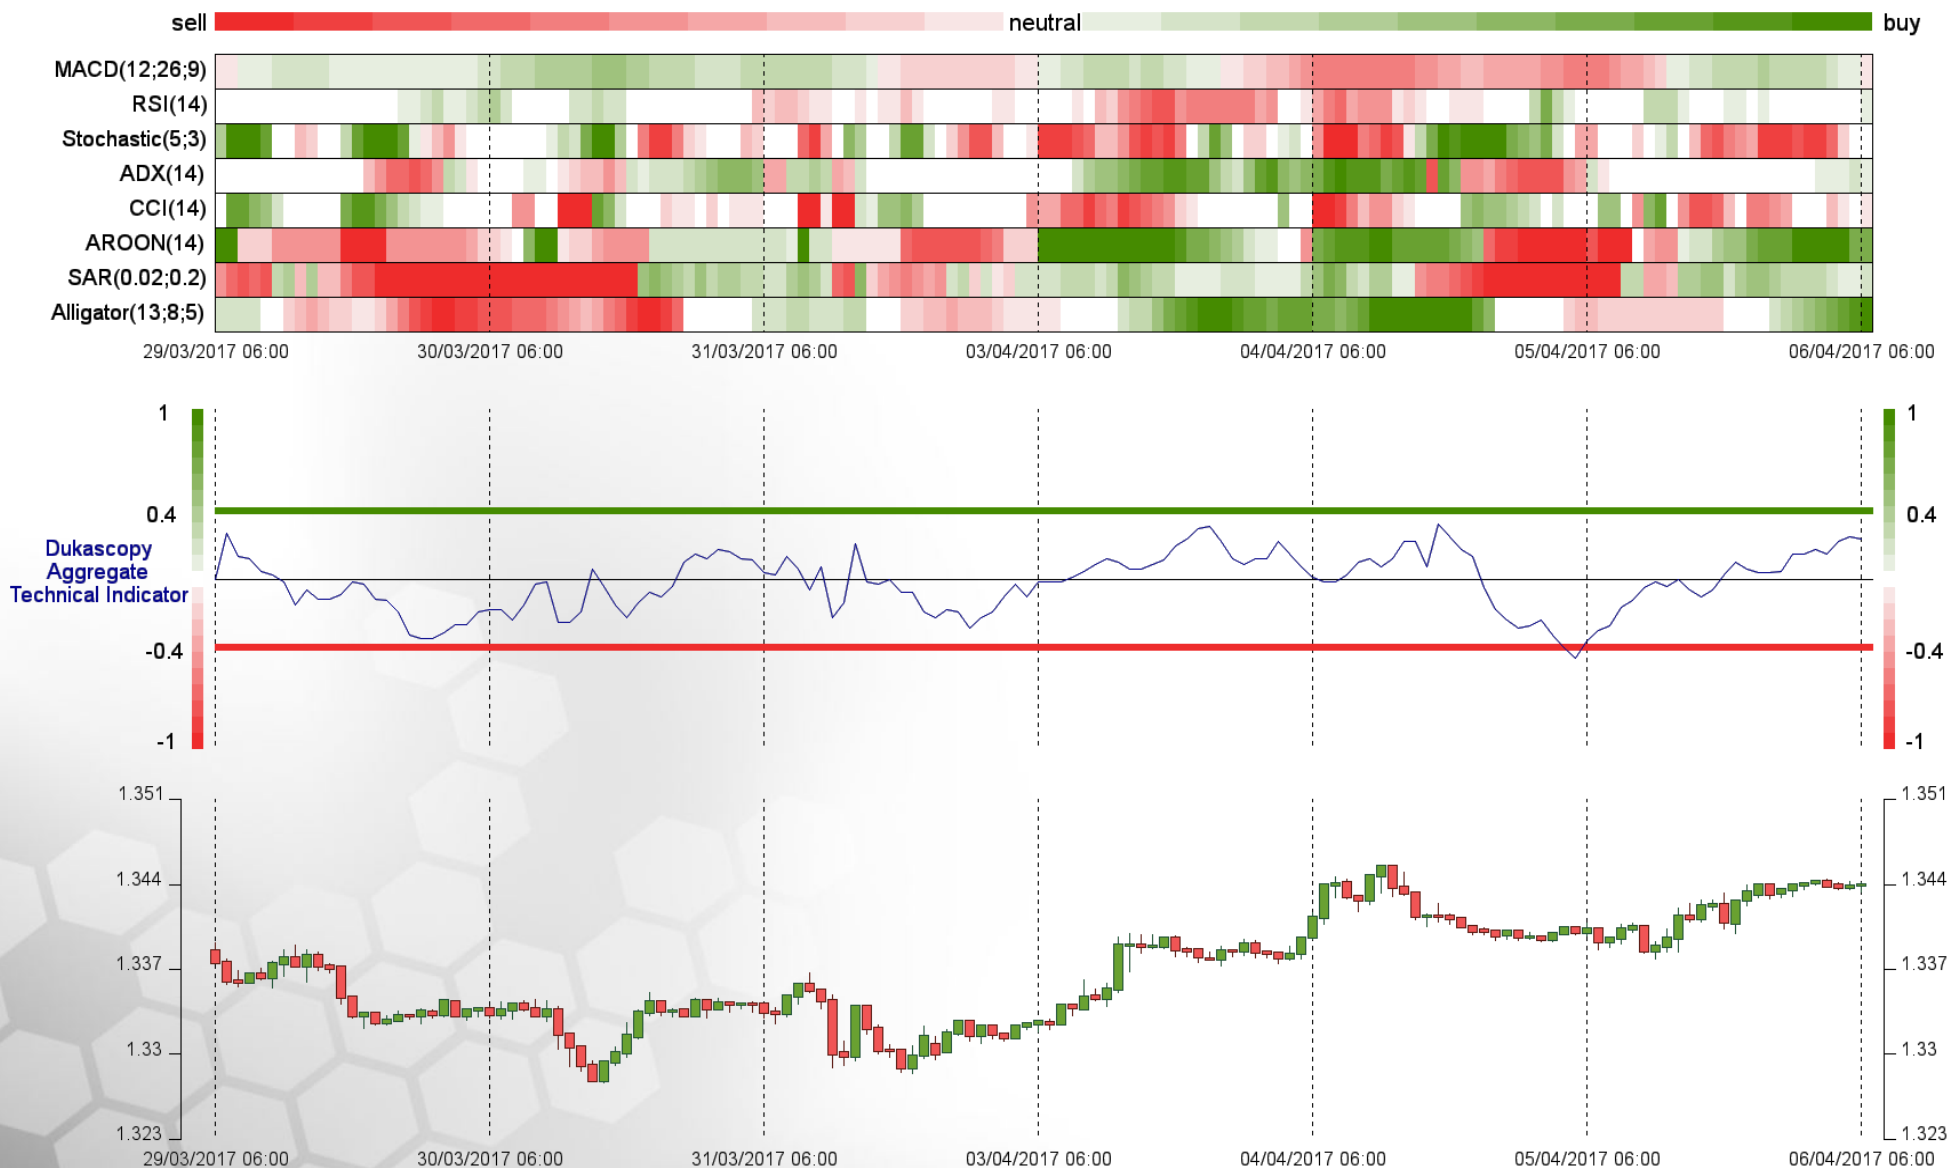 sell neutral buy
MACD(12;26;9)
RSI(14)
Stochastic(5;3)
ADX(14)
CCI(14)
AROON(14)
SAR(0.02;0.2)
Alligator(13;8;5)
29/03/2017 06:00 30/03/2017 06:00 31/03/2017 06:00 03/04/2017 06:00 04/04/2017 06:00 05/04/2017 06:00 06/04/2017 06:00
1 1
0.4 0.4
Dukascopy
Aggregate
Technical Indicator
-0.4 -0.4
-1 -1
1.351 1.351
1.344 1.344
1.337 1.337
1.33 1.33
1.323 1.323
29/03/2017 06:00 30/03/2017 06:00 31/03/2017 06:00 03/04/2017 06:00 04/04/2017 06:00 05/04/2017 06:00 06/04/2017 06:00